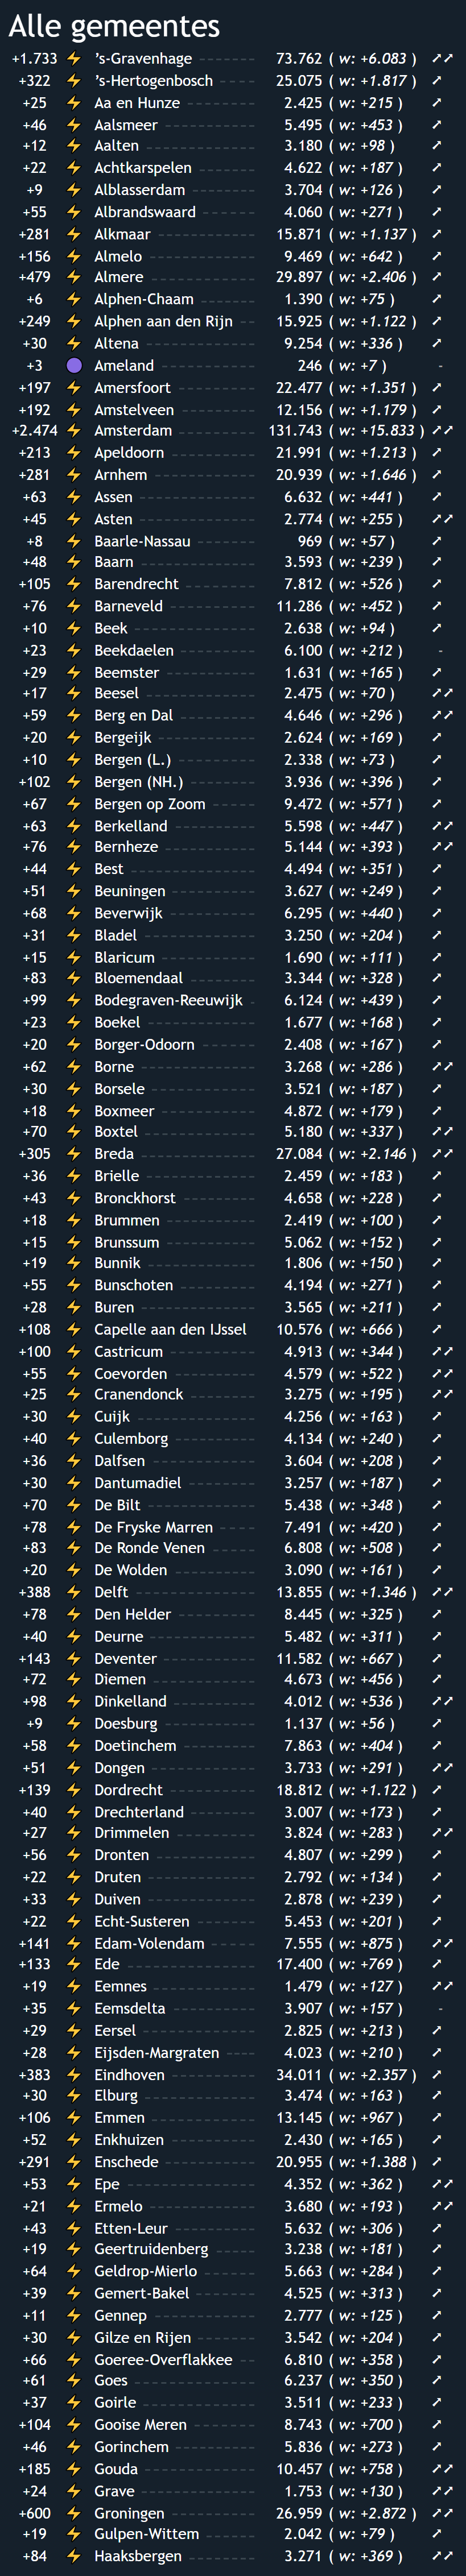 Alle gemeentes
+1.733 ⚡ ’s-Gravenhage 73.762 ( w: +6.083 ) ↗↗
+322 ⚡ ’s-Hertogenbosch 25.075 ( w: +1.817 ) ↗
+25 ⚡ Aa en Hunze 2.425 ( w: +215 ) ↗
+46 ⚡ Aalsmeer 5.495 ( w: +453 ) ↗
+12 ⚡ Aalten 3.180 ( w: +98 ) ↗
+22 ⚡ Achtkarspelen 4.622 ( w: +187 ) ↗
+9 ⚡ Alblasserdam 3.704 ( w: +126 ) ↗
+55 ⚡ Albrandswaard 4.060 ( w: +271 ) ↗
+281 ⚡ Alkmaar 15.871 ( w: +1.137 ) ↗
+156 ⚡ Almelo 9.469 ( w: +642 ) ↗
+479 ⚡ Almere 29.897 ( w: +2.406 ) ↗
+6 ⚡ Alphen-Chaam 1.390 ( w: +75 ) ↗
+249 ⚡ Alphen aan den Rijn 15.925 ( w: +1.122 ) ↗
+30 ⚡ Altena 9.254 ( w: +336 ) ↗
+3 Ameland 246 ( w: +7 ) -
+197 ⚡ Amersfoort 22.477 ( w: +1.351 ) ↗
+192 ⚡ Amstelveen 12.156 ( w: +1.179 ) ↗
+2.474 ⚡ Amsterdam 131.743 ( w: +15.833 ) ↗↗
+213 ⚡ Apeldoorn 21.991 ( w: +1.213 ) ↗
+281 ⚡ Arnhem 20.939 ( w: +1.646 ) ↗
+63 ⚡ Assen 6.632 ( w: +441 ) ↗
+45 ⚡ Asten 2.774 ( w: +255 ) ↗↗
+8 ⚡ Baarle-Nassau 969 ( w: +57 ) ↗
+48 ⚡ Baarn 3.593 ( w: +239 ) ↗
+105 ⚡ Barendrecht 7.812 ( w: +526 ) ↗
+76 ⚡ Barneveld 11.286 ( w: +452 ) ↗
+10 ⚡ Beek 2.638 ( w: +94 ) ↗
+23 ⚡ Beekdaelen 6.100 ( w: +212 ) -
+29 ⚡ Beemster 1.631 ( w: +165 ) ↗
+17 ⚡ Beesel 2.475 ( w: +70 ) ↗↗
+59 ⚡ Berg en Dal 4.646 ( w: +296 ) ↗↗
+20 ⚡ Bergeijk 2.624 ( w: +169 ) ↗
+10 ⚡ Bergen (L.) 2.338 ( w: +73 ) ↗
+102 ⚡ Bergen (NH.) 3.936 ( w: +396 ) ↗
+67 ⚡ Bergen op Zoom 9.472 ( w: +571 ) ↗
+63 ⚡ Berkelland 5.598 ( w: +447 ) ↗↗
+76 ⚡ Bernheze 5.144 ( w: +393 ) ↗↗
+44 ⚡ Best 4.494 ( w: +351 ) ↗
+51 ⚡ Beuningen 3.627 ( w: +249 ) ↗
+68 ⚡ Beverwijk 6.295 ( w: +440 ) ↗
+31 ⚡ Bladel 3.250 ( w: +204 ) ↗
+15 ⚡ Blaricum 1.690 ( w: +111 ) ↗
+83 ⚡ Bloemendaal 3.344 ( w: +328 ) ↗
+99 ⚡ Bodegraven-Reeuwijk 6.124 ( w: +439 ) ↗
+23 ⚡ Boekel 1.677 ( w: +168 ) ↗
+20 ⚡ Borger-Odoorn 2.408 ( w: +167 ) ↗
+62 ⚡ Borne 3.268 ( w: +286 ) ↗↗
+30 ⚡ Borsele 3.521 ( w: +187 ) ↗
+18 ⚡ Boxmeer 4.872 ( w: +179 ) ↗
+70 ⚡ Boxtel 5.180 ( w: +337 ) ↗↗
+305 ⚡ Breda 27.084 ( w: +2.146 ) ↗↗
+36 ⚡ Brielle 2.459 ( w: +183 ) ↗
+43 ⚡ Bronckhorst 4.658 ( w: +228 ) ↗
+18 ⚡ Brummen 2.419 ( w: +100 ) ↗
+15 ⚡ Brunssum 5.062 ( w: +152 ) ↗
+19 ⚡ Bunnik 1.806 ( w: +150 ) ↗
+55 ⚡ Bunschoten 4.194 ( w: +271 ) ↗
+28 ⚡ Buren 3.565 ( w: +211 ) ↗
+108 ⚡ Capelle aan den IJssel 10.576 ( w: +666 ) ↗
+100 ⚡ Castricum 4.913 ( w: +344 ) ↗↗
+55 ⚡ Coevorden 4.579 ( w: +522 ) ↗↗
+25 ⚡ Cranendonck 3.275 ( w: +195 ) ↗↗
+30 ⚡ Cuijk 4.256 ( w: +163 ) ↗
+40 ⚡ Culemborg 4.134 ( w: +240 ) ↗
+36 ⚡ Dalfsen 3.604 ( w: +208 ) ↗
+30 ⚡ Dantumadiel 3.257 ( w: +187 ) ↗
+70 ⚡ De Bilt 5.438 ( w: +348 ) ↗
+78 ⚡ De Fryske Marren 7.491 ( w: +420 ) ↗
+83 ⚡ De Ronde Venen 6.808 ( w: +508 ) ↗
+20 ⚡ De Wolden 3.090 ( w: +161 ) ↗
+388 ⚡ Delft 13.855 ( w: +1.346 ) ↗↗
+78 ⚡ Den Helder 8.445 ( w: +325 ) ↗
+40 ⚡ Deurne 5.482 ( w: +311 ) ↗
+143 ⚡ Deventer 11.582 ( w: +667 ) ↗
+72 ⚡ Diemen 4.673 ( w: +456 ) ↗
+98 ⚡ Dinkelland 4.012 ( w: +536 ) ↗↗
+9 ⚡ Doesburg 1.137 ( w: +56 ) ↗
+58 ⚡ Doetinchem 7.863 ( w: +404 ) ↗
+51 ⚡ Dongen 3.733 ( w: +291 ) ↗↗
+139 ⚡ Dordrecht 18.812 ( w: +1.122 ) ↗
+40 ⚡ Drechterland 3.007 ( w: +173 ) ↗
+27 ⚡ Drimmelen 3.824 ( w: +283 ) ↗↗
+56 ⚡ Dronten 4.807 ( w: +299 ) ↗
+22 ⚡ Druten 2.792 ( w: +134 ) ↗
+33 ⚡ Duiven 2.878 ( w: +239 ) ↗
+22 ⚡ Echt-Susteren 5.453 ( w: +201 ) ↗
+141 ⚡ Edam-Volendam 7.555 ( w: +875 ) ↗↗
+133 ⚡ Ede 17.400 ( w: +769 ) ↗
+19 ⚡ Eemnes 1.479 ( w: +127 ) ↗↗
+35 ⚡ Eemsdelta 3.907 ( w: +157 ) -
+29 ⚡ Eersel 2.825 ( w: +213 ) ↗
+28 ⚡ Eijsden-Margraten 4.023 ( w: +210 ) ↗
+383 ⚡ Eindhoven 34.011 ( w: +2.357 ) ↗
+30 ⚡ Elburg 3.474 ( w: +163 ) ↗
+106 ⚡ Emmen 13.145 ( w: +967 ) ↗
+52 ⚡ Enkhuizen 2.430 ( w: +165 ) ↗
+291 ⚡ Enschede 20.955 ( w: +1.388 ) ↗
+53 ⚡ Epe 4.352 ( w: +362 ) ↗↗
+21 ⚡ Ermelo 3.680 ( w: +193 ) ↗↗
+43 ⚡ Etten-Leur 5.632 ( w: +306 ) ↗
+19 ⚡ Geertruidenberg 3.238 ( w: +181 ) ↗
+64 ⚡ Geldrop-Mierlo 5.663 ( w: +284 ) ↗
+39 ⚡ Gemert-Bakel 4.525 ( w: +313 ) ↗
+11 ⚡ Gennep 2.777 ( w: +125 ) ↗
+30 ⚡ Gilze en Rijen 3.542 ( w: +204 ) ↗
+66 ⚡ Goeree-Overflakkee 6.810 ( w: +358 ) ↗
+61 ⚡ Goes 6.237 ( w: +350 ) ↗
+37 ⚡ Goirle 3.511 ( w: +233 ) ↗
+104 ⚡ Gooise Meren 8.743 ( w: +700 ) ↗
+46 ⚡ Gorinchem 5.836 ( w: +273 ) ↗
+185 ⚡ Gouda 10.457 ( w: +758 ) ↗↗
+24 ⚡ Grave 1.753 ( w: +130 ) ↗↗
+600 ⚡ Groningen 26.959 ( w: +2.872 ) ↗↗
+19 ⚡ Gulpen-Wittem 2.042 ( w: +79 ) ↗
+84 ⚡ Haaksbergen 3.271 ( w: +369 ) ↗↗